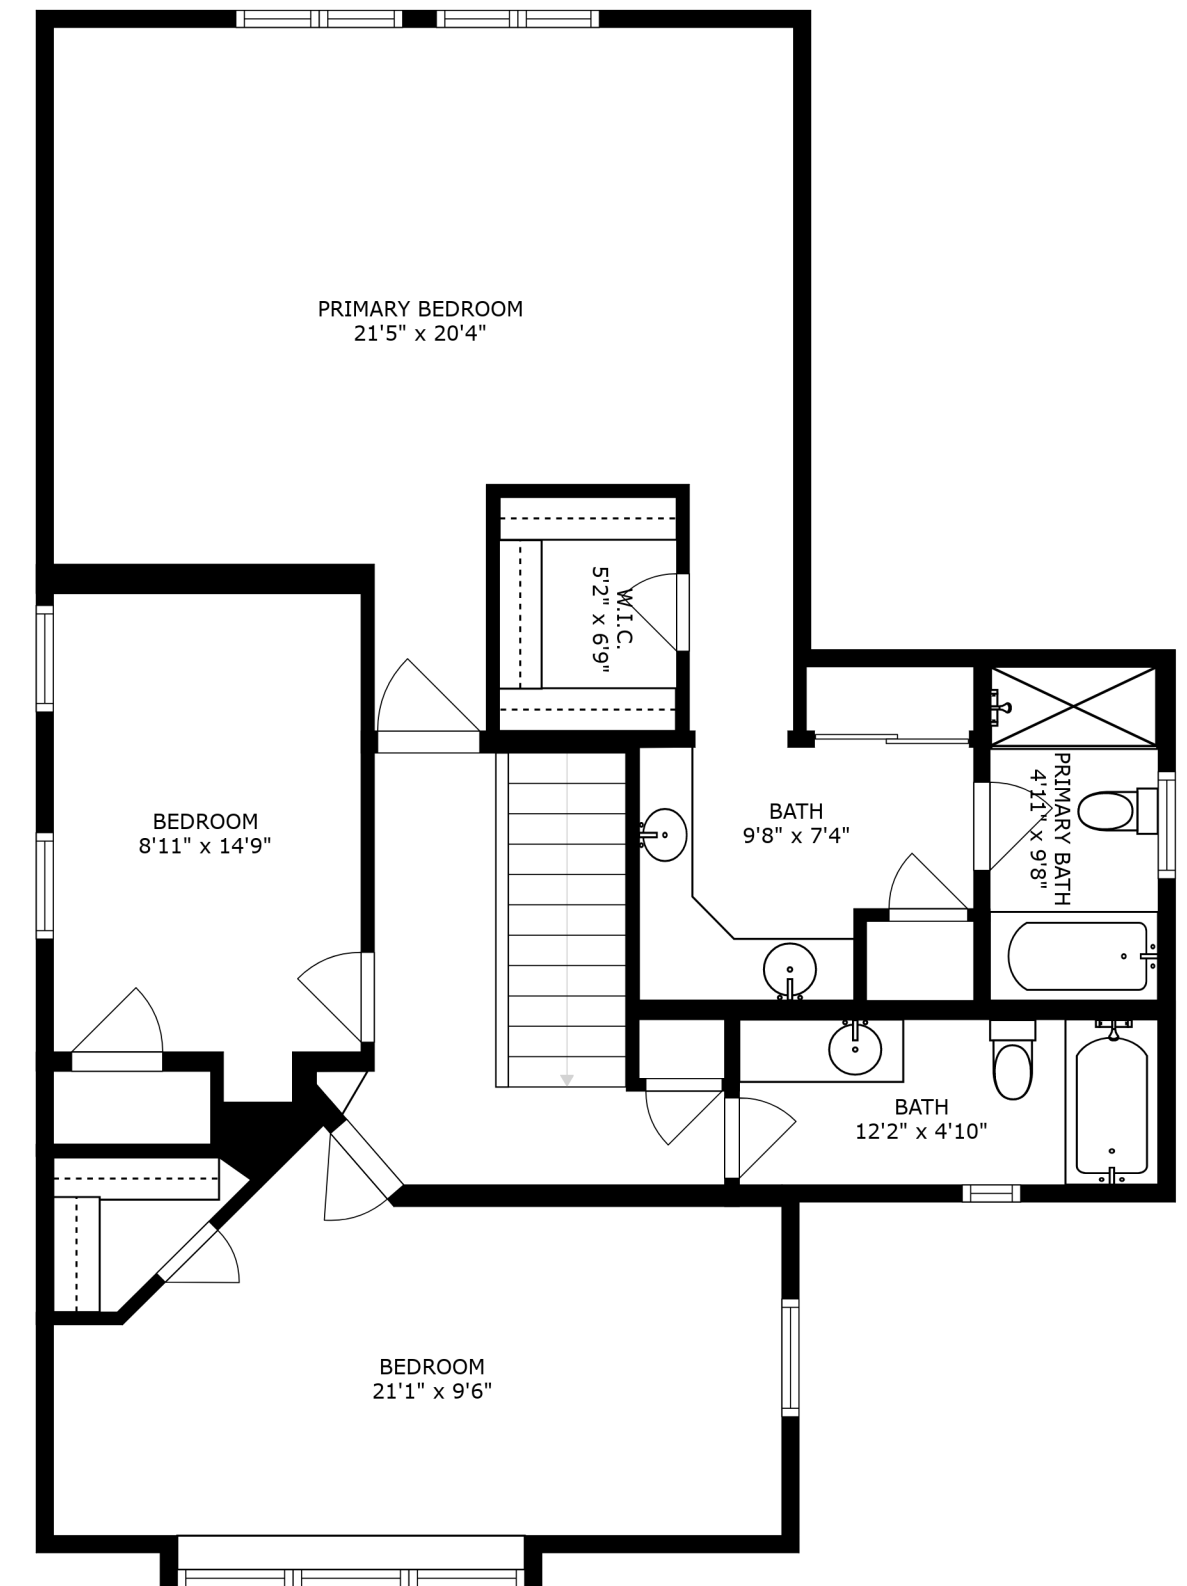 PRIMARY BEDROOM
21'5" x 20'4"
W.I.C.
5'2" x 6'9"
BEDROOM
8'11" x 14'9"
BATH
9'8" x 7'4"
PRIMARY BATH
4'11" x 9'8"
BATH
12'2" x 4'10"
BEDROOM
21'1" x 9'6"